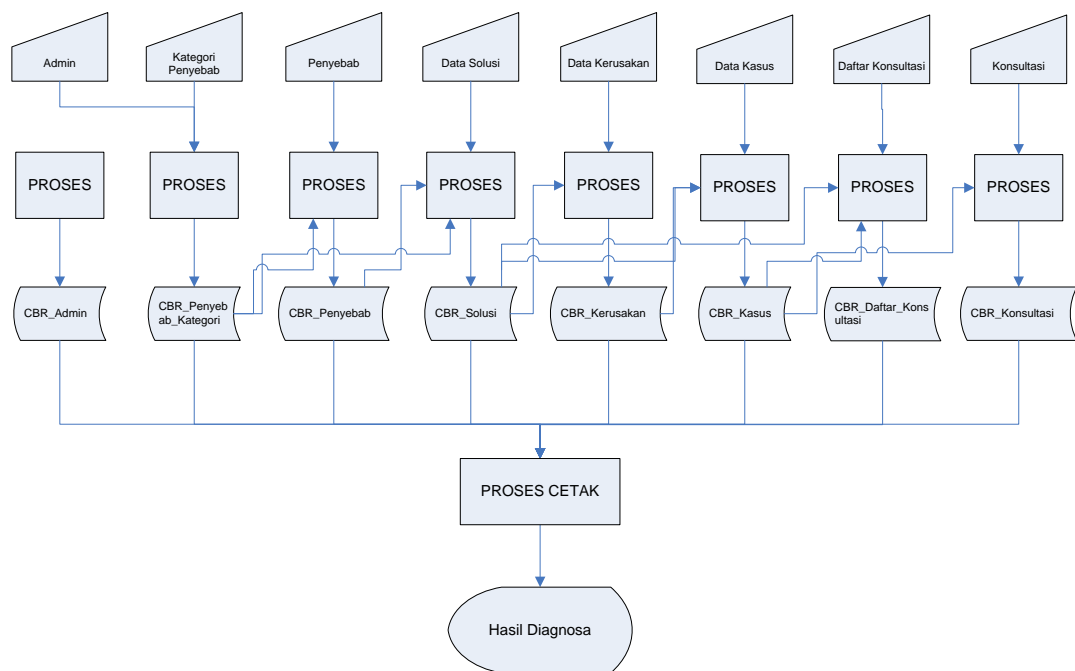 Admin
Kategori
Penyebab
Penyebab
Data Solusi
Data Kerusakan
Data Kasus
Daftar Konsultasi
Konsultasi
PROSES
PROSES
PROSES
PROSES
PROSES
PROSES
PROSES
PROSES
CBR_Admin
CBR_Penyeb
ab_Kategori
CBR_Penyebab
CBR_Solusi
CBR_Kerusakan
CBR_Kasus
CBR_Daftar_Kons
ultasi
CBR_Konsultasi
PROSES CETAK
Hasil Diagnosa